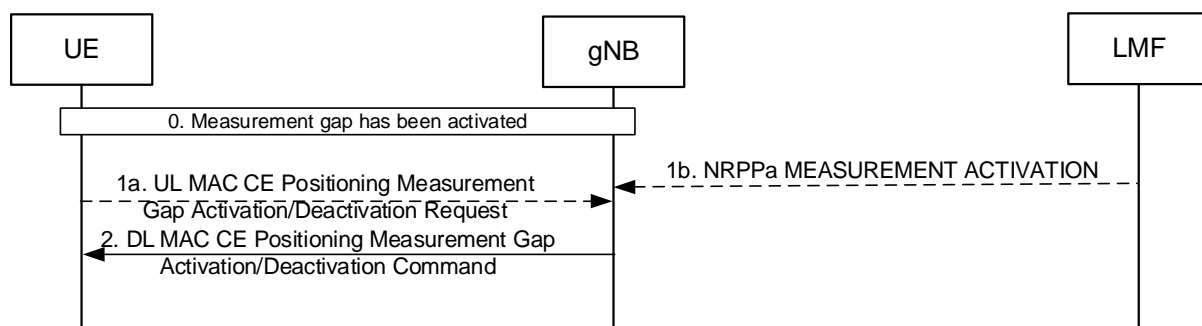 UE
gNB
LMF
0. Measurement gap has been activated
1a. UL MAC CE Positioning Measurement
Gap Activation/Deactivation Request
1b. NRPPa MEASUREMENT ACTIVATION
2. DL MAC CE Positioning Measurement Gap
Activation/Deactivation Command